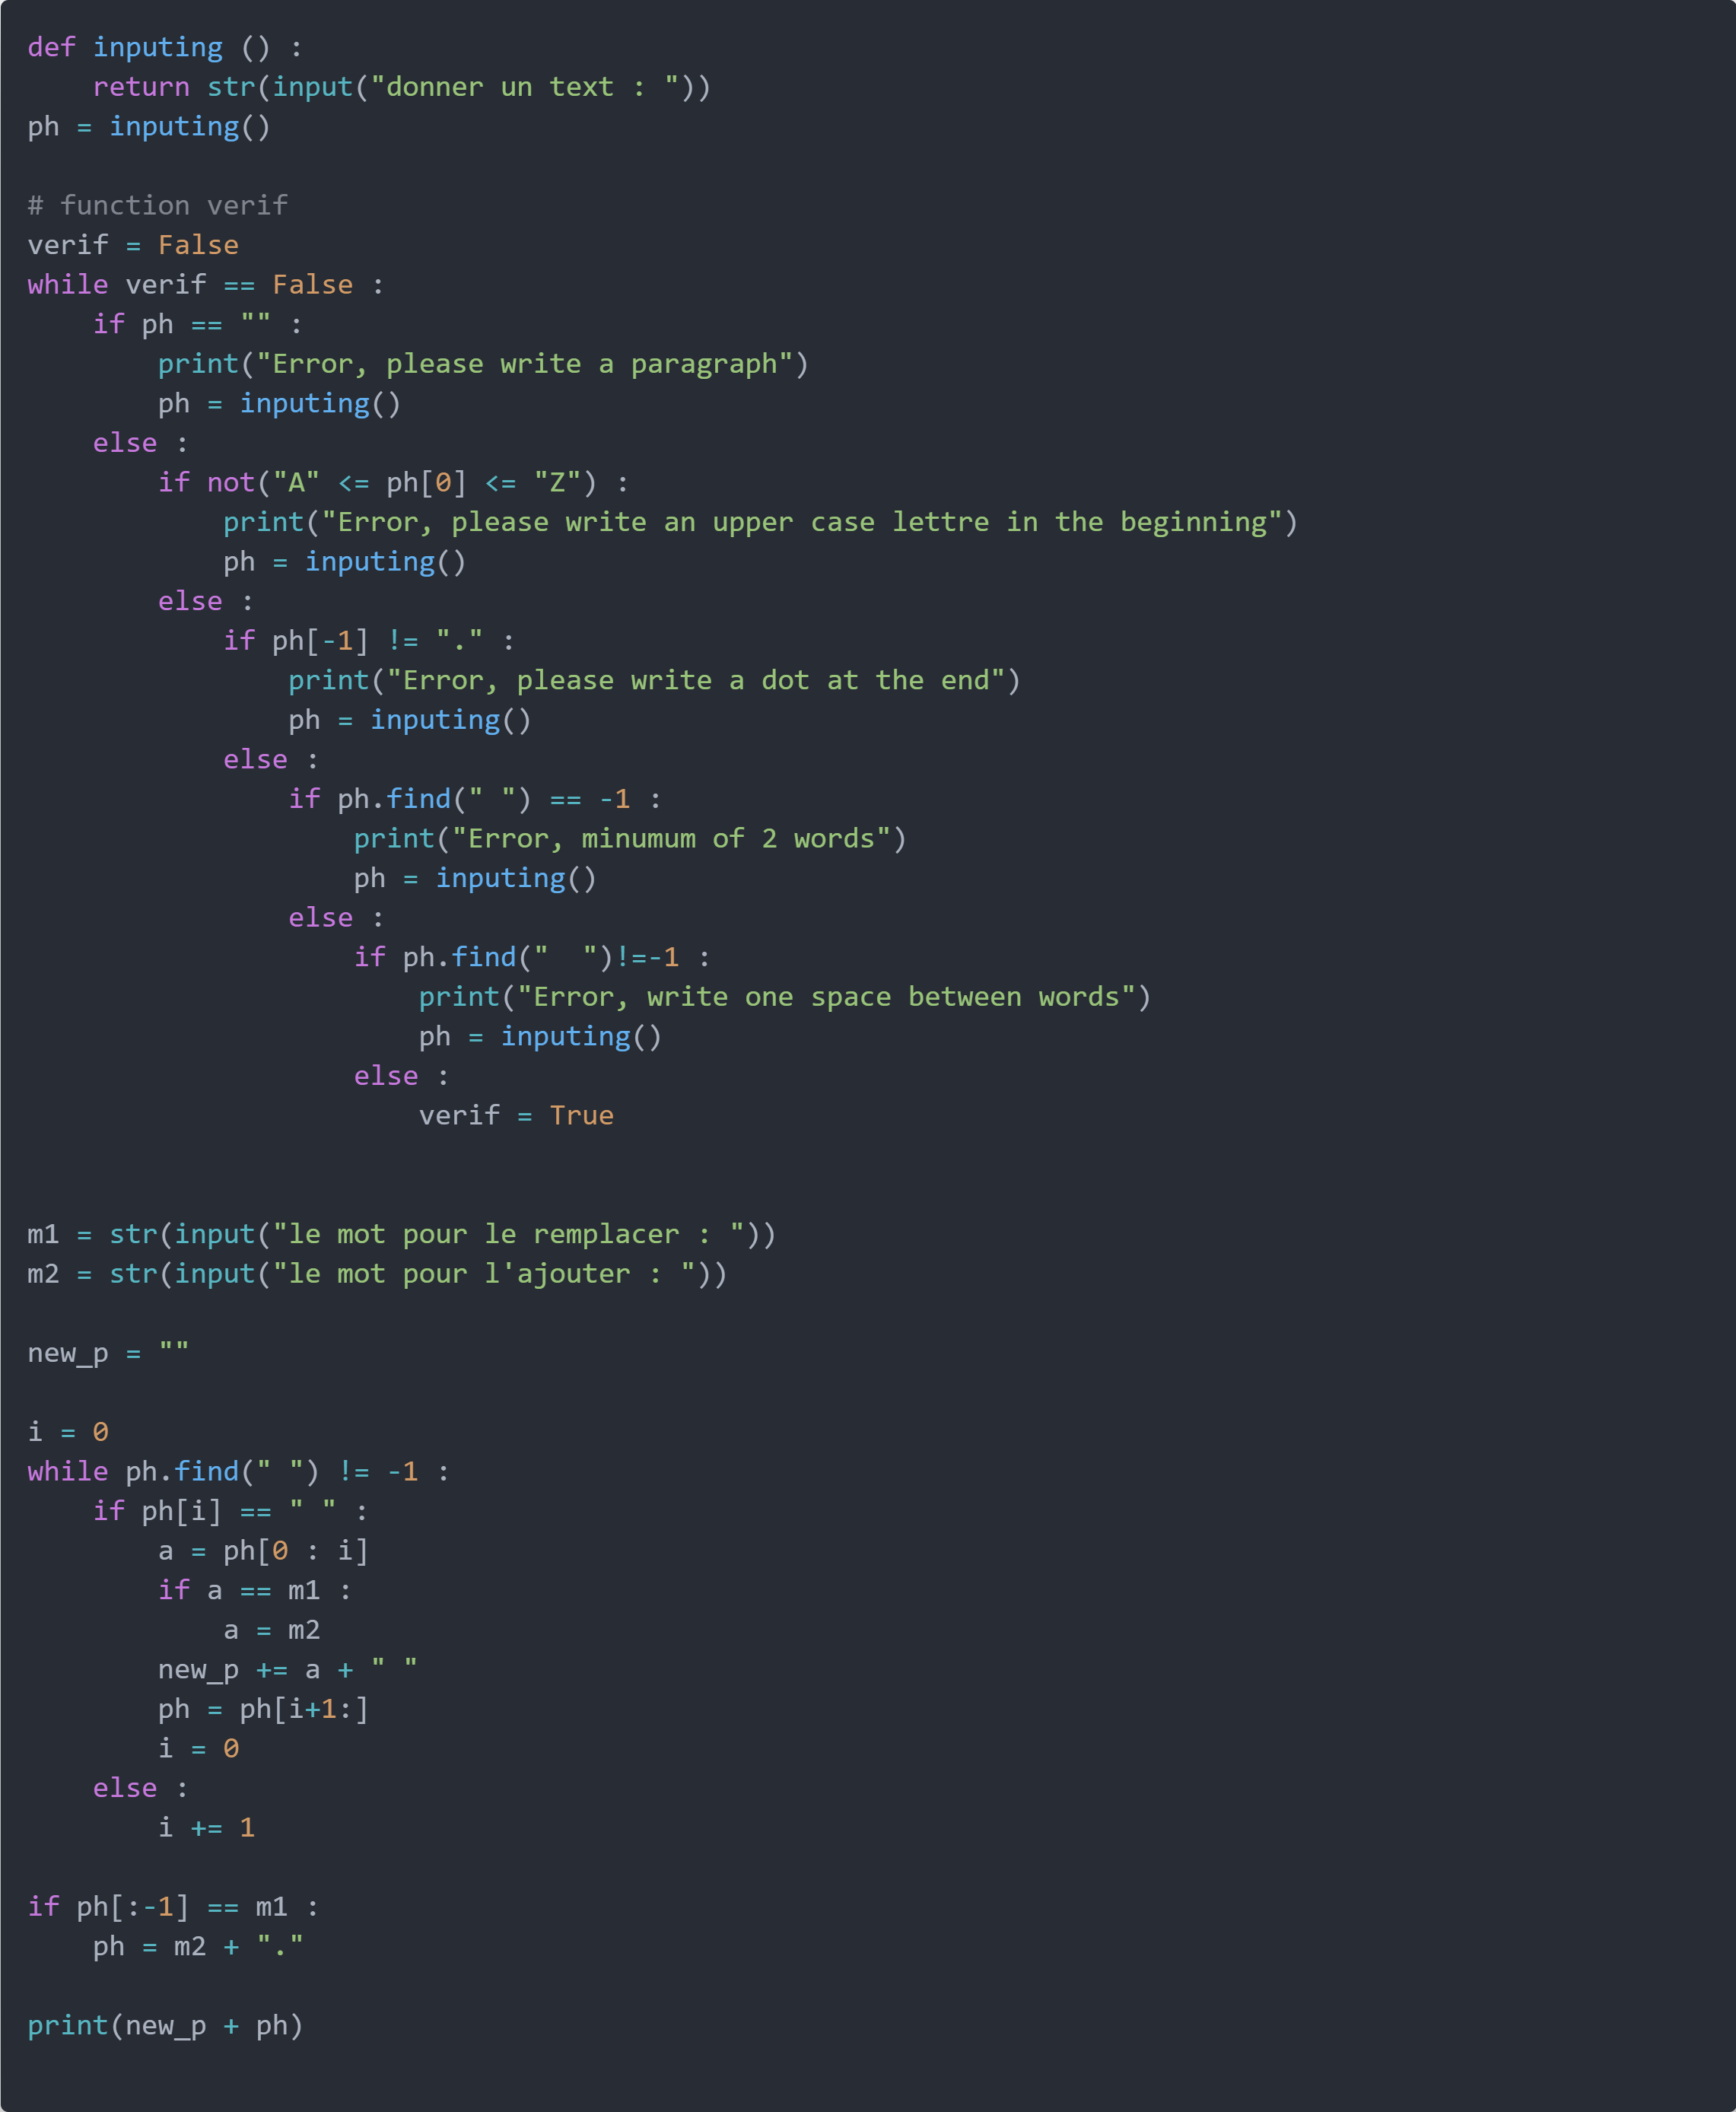 def inputing () :
    return str(input("donner un text : "))
ph = inputing()

# function verif
verif = False
while verif == False :
    if ph == "" :
        print("Error, please write a paragraph")
        ph = inputing()
    else :
        if not("A" <= ph[0] <= "Z") :
            print("Error, please write an upper case lettre in the beginning")
            ph = inputing()
        else :
            if ph[-1] != "." :
                print("Error, please write a dot at the end")
                ph = inputing()
            else :
                if ph.find(" ") == -1 :
                    print("Error, minumum of 2 words")
                    ph = inputing()
                else :
                    if ph.find("  ")!=-1 :
                        print("Error, write one space between words")
                        ph = inputing()
                    else :
                        verif = True


m1 = str(input("le mot pour le remplacer : "))
m2 = str(input("le mot pour l'ajouter : "))

new_p = ""

i = 0
while ph.find(" ") != -1 :
    if ph[i] == " " :
        a = ph[0 : i]
        if a == m1 :
            a = m2
        new_p += a + " "
        ph = ph[i+1:]
        i = 0
    else :
        i += 1

if ph[:-1] == m1 :
    ph = m2 + "."

print(new_p + ph)